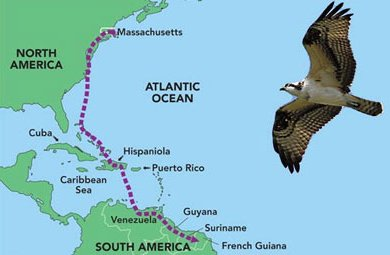 Massachusetts
NORTH
AMERICA
ATLANTIC
OCEAN
Cuba
Hispaniola
Puerto Rico
Caribbean
Sea
Guyana
Venezuela
Suriname
French Guiana
SOUTH AMERICA